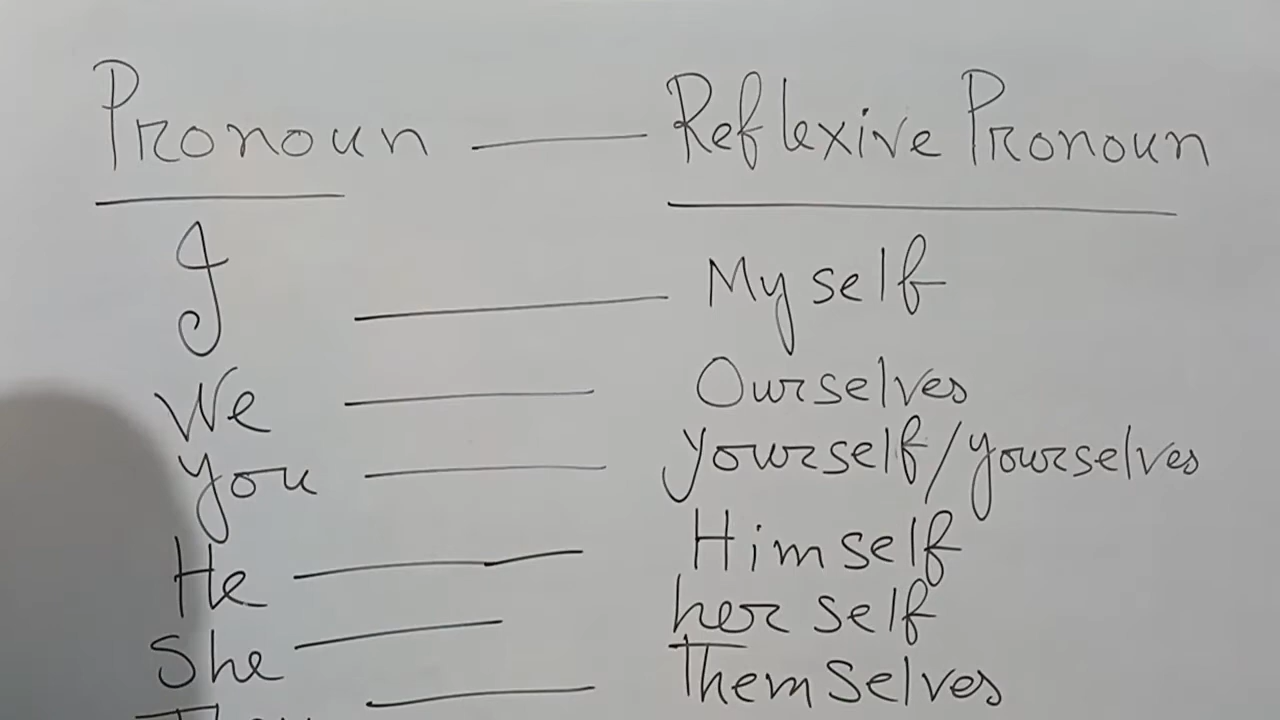 Pronoun — Reflexive Pronoun
I — Myself
We — Ourselves
you — yourself/yourselves
He — Himself
She — herself
— Themselves